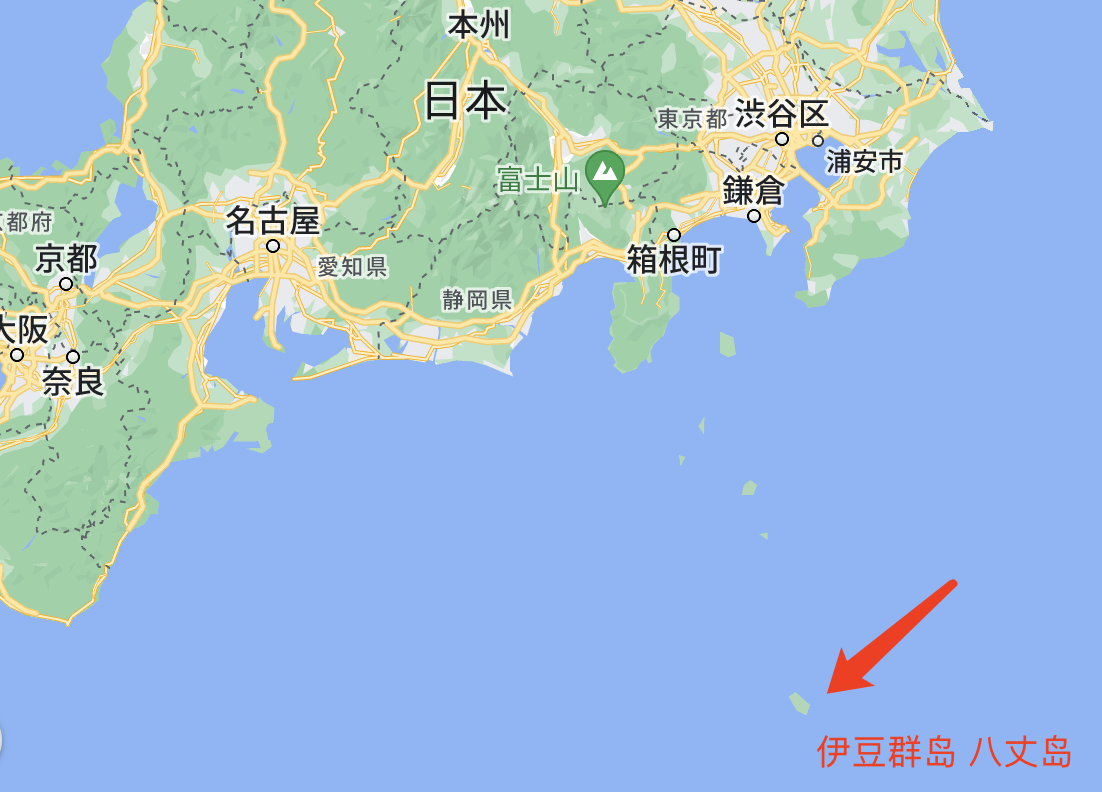 本州
日本
東京都
渋谷区
浦安市
富士山
鎌倉
都府
名古屋
京都
愛知県
箱根町
静岡県
大阪
奈良
伊豆群岛 八丈岛